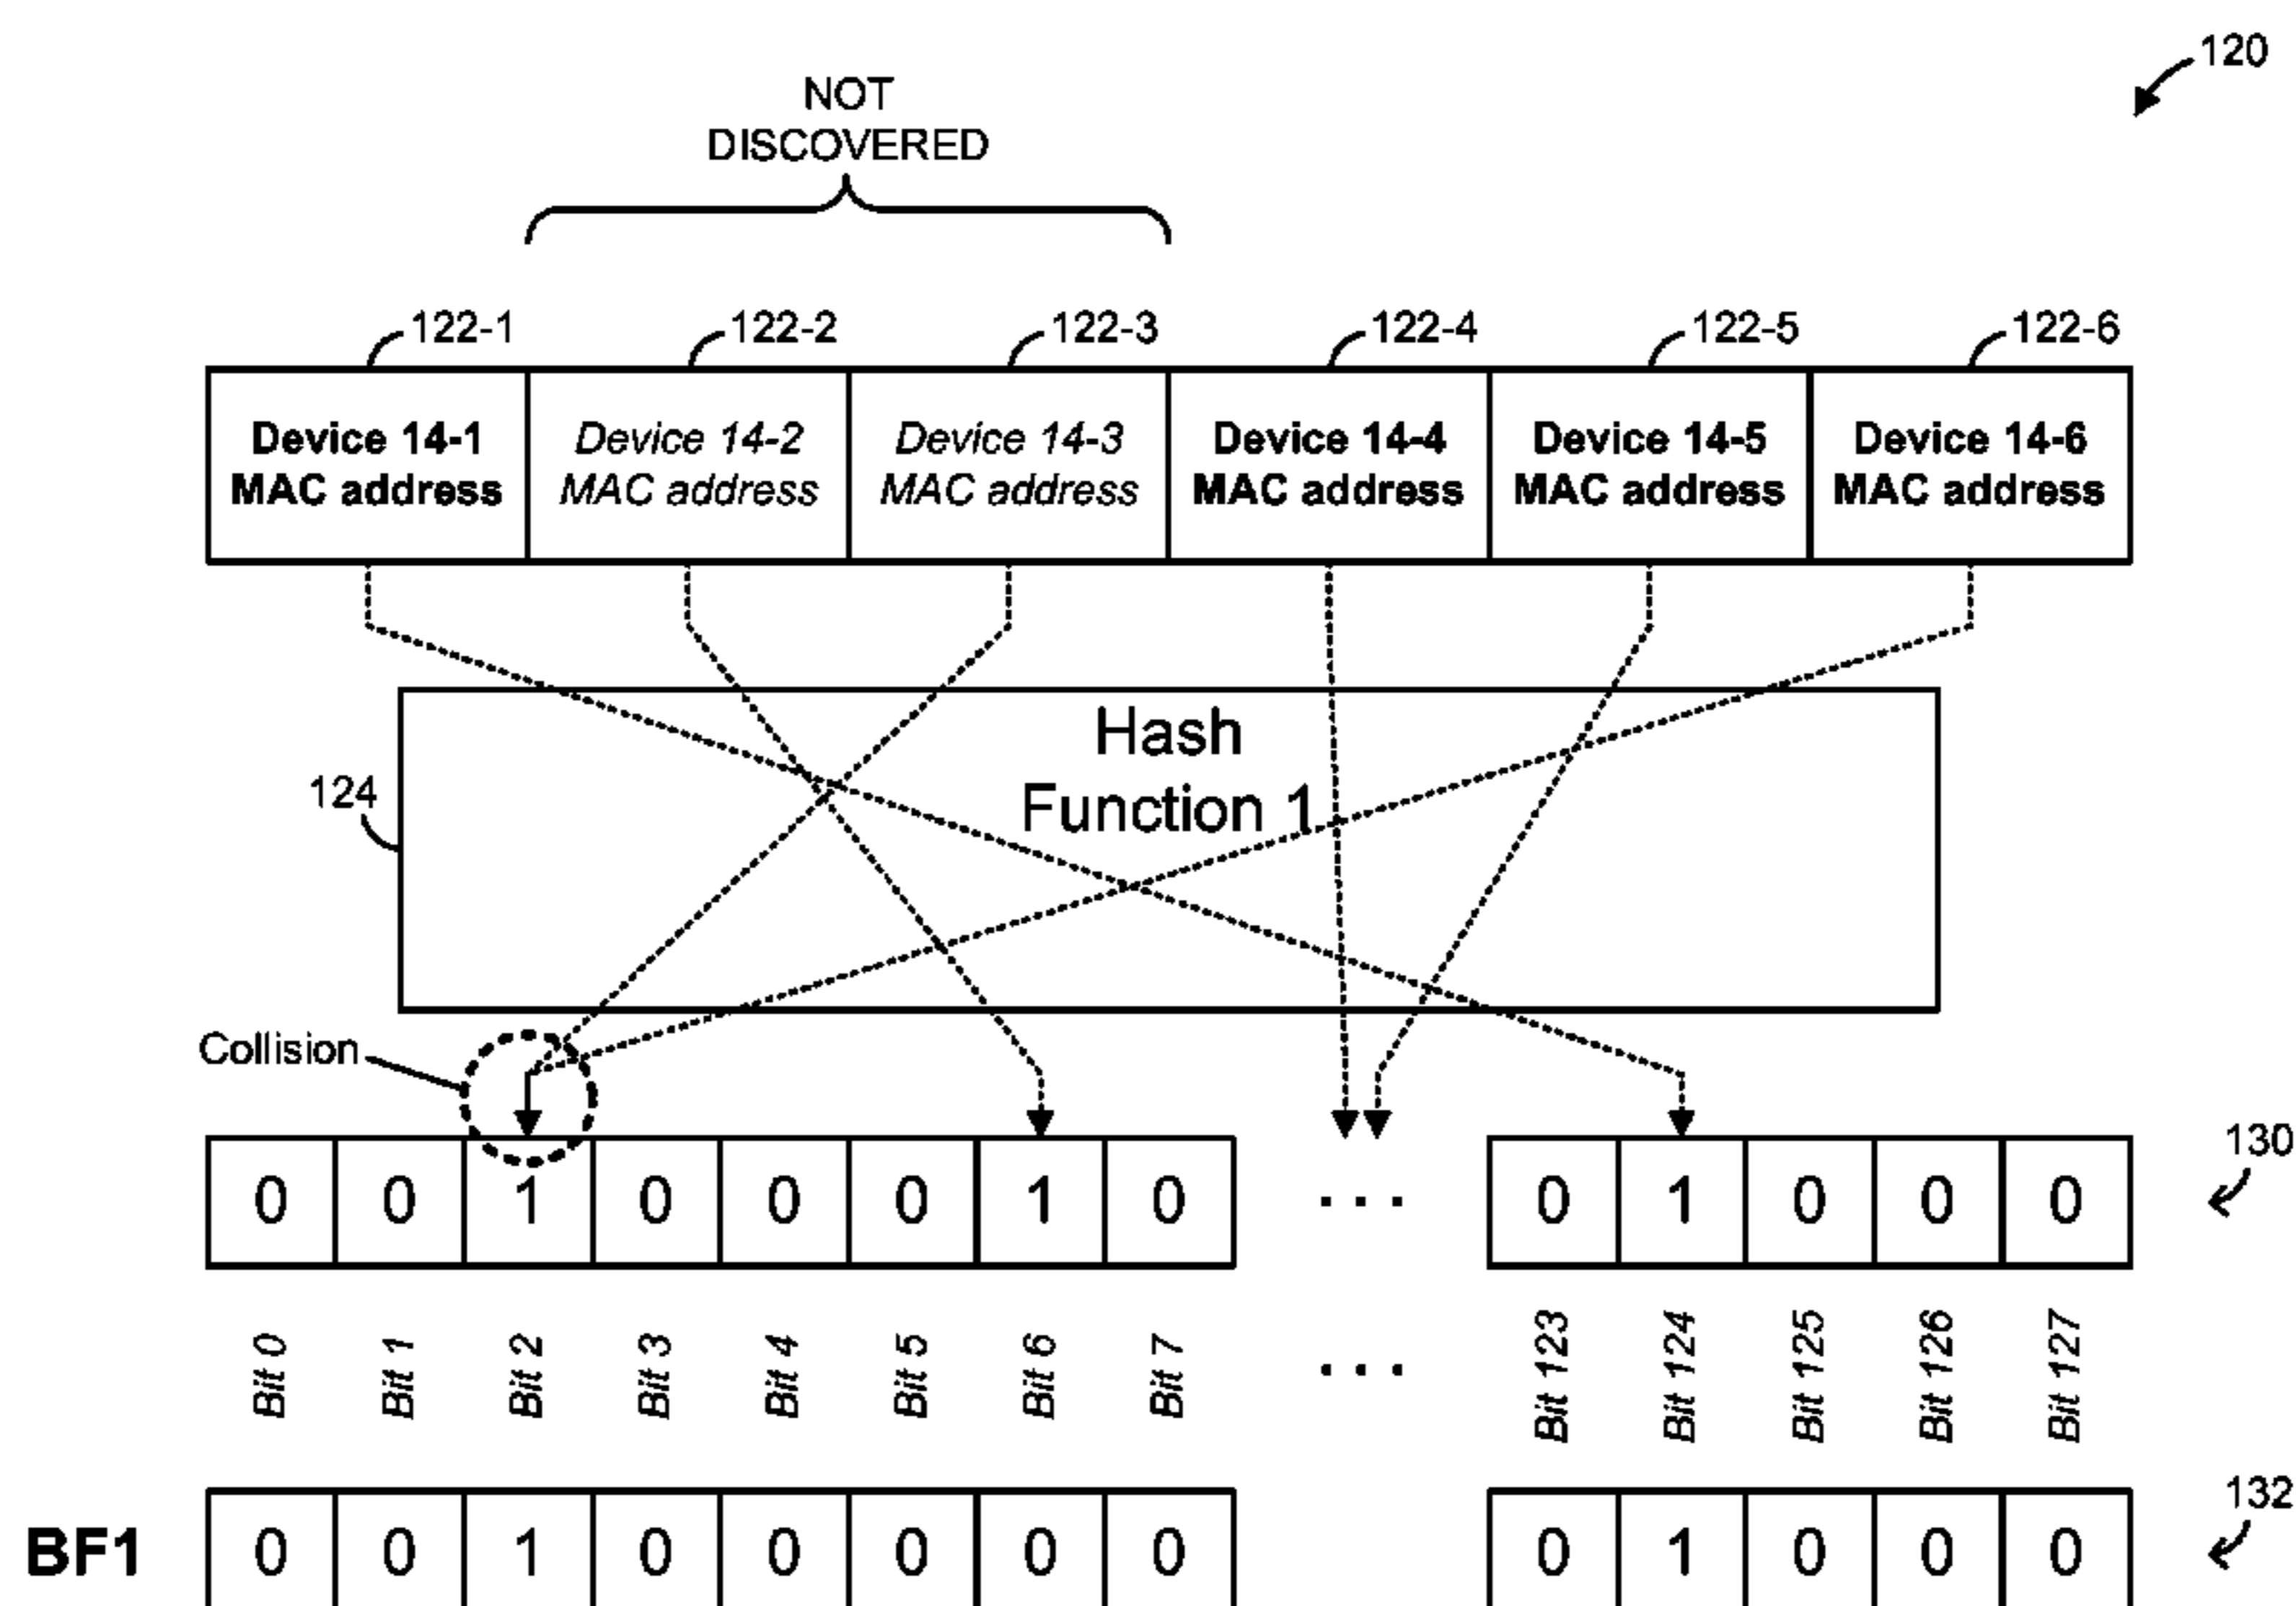 120
NOT
DISCOVERED
122-1 122-2 122-3 122-4 122-5 122-6
Device 14-1 Device 14-2 Device 14-3 Device 14-4 Device 14-5 Device 14-6
MAC address MAC address MAC address MAC address MAC address MAC address
Hash
124 Function 1
Collision
130
0 0 1 0 0 0 1 0 ... 0 1 0 0 0
Bit 0 Bit 1 Bit 2 Bit 3 Bit 4 Bit 5 Bit 6 Bit 7 ... Bit 123 Bit 124 Bit 125 Bit 126 Bit 127
132
BF1 0 0 1 0 0 0 0 0 0 1 0 0 0